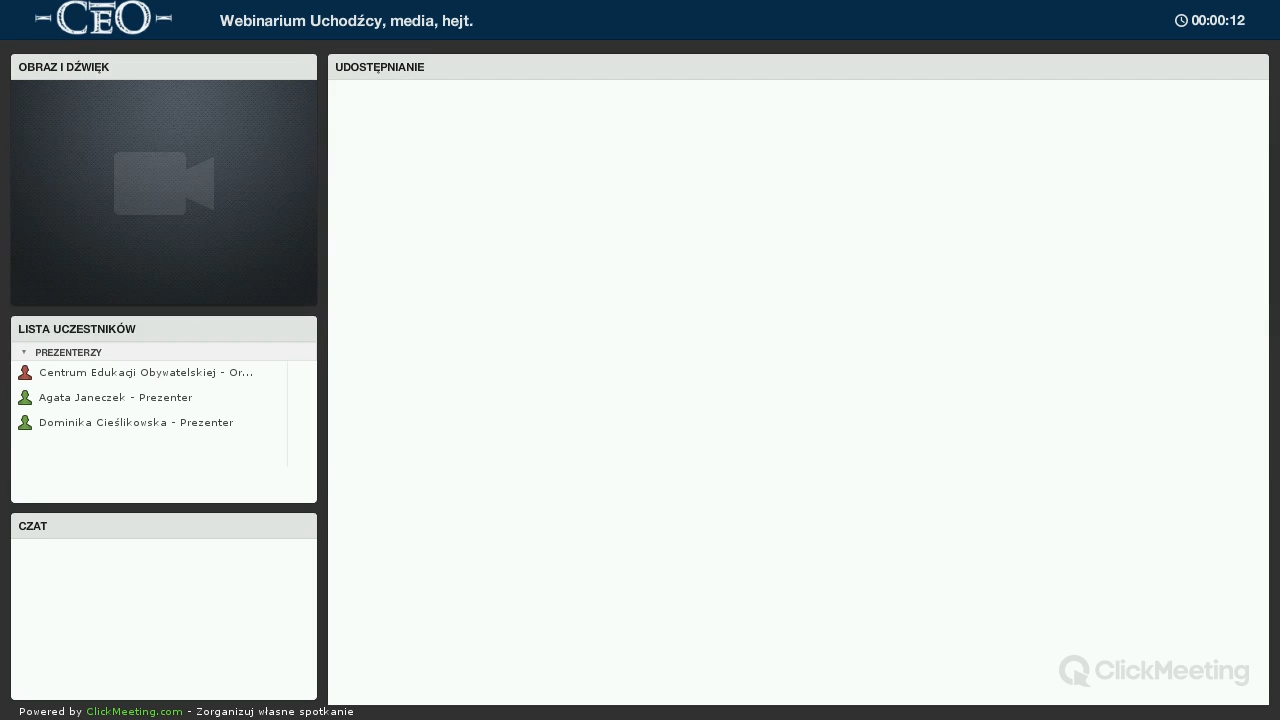 CEO
Webinarium Uchodźcy, media, hejt.
00:00:12
OBRAZ I DŹWIĘK
UDOSTĘPNIANIE
LISTA UCZESTNIKÓW
PREZENTERZY
Centrum Edukacji Obywatelskiej - Or...
Agata Janeczek - Prezenter
Dominika Cieślikowska - Prezenter
CZAT
ClickMeeting
Powered by ClickMeeting.com - Zorganizuj własne spotkanie